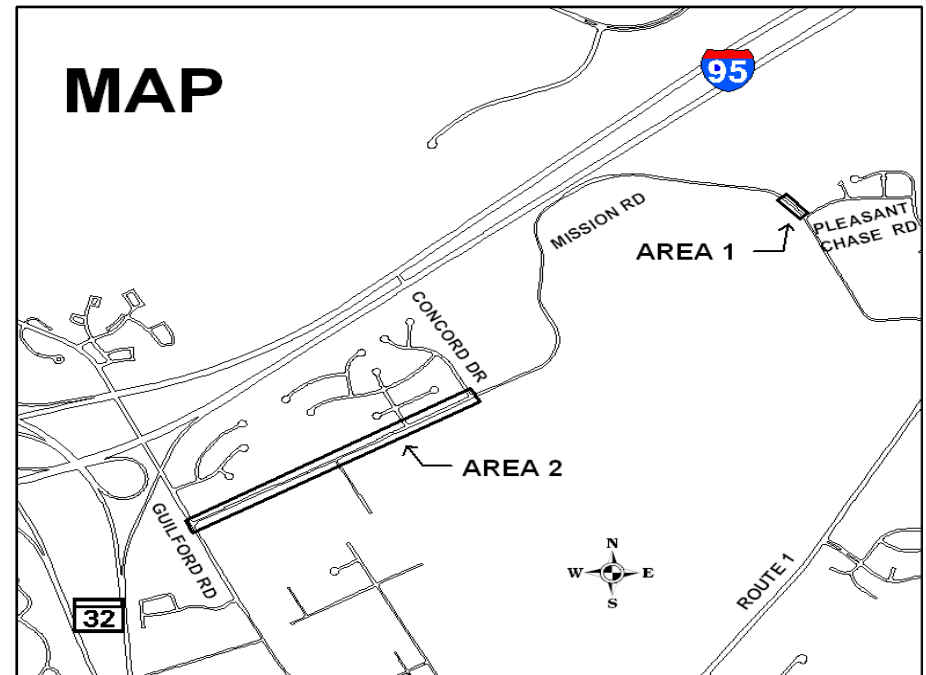 MAP
95
MISSION RD
PLEASANT
CHASE RD
AREA 1
CONCORD DR
AREA 2
GUILFORD RD
N
W E
S
ROUTE 1
32